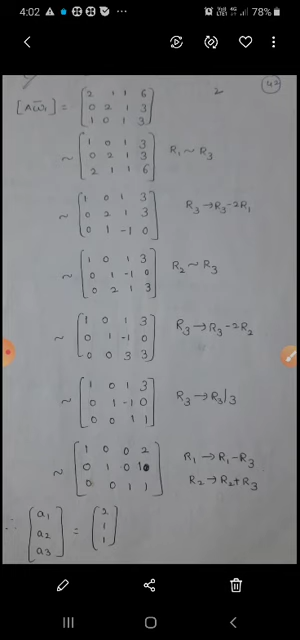 4:02 78%
42
2
[A w̄₁] = [2 1 1 6
0 2 1 3
1 0 1 3]
~ [1 0 1 3
0 2 1 3
2 1 1 6] R₁ ~ R₃
~ [1 0 1 3
0 2 1 3
0 1 -1 0] R₃ → R₃ -2R₁
~ [1 0 1 3
0 1 -1 0
0 2 1 3] R₂ ~ R₃
~ [1 0 1 3
0 1 -1 0
0 0 3 3] R₃ → R₃ -2R₂
~ [1 0 1 3
0 1 -1 0
0 0 1 1] R₃ → R₃/3
~ [1 0 0 2
0 1 0 1
0 0 1 1] R₁ → R₁ - R₃
R₂ → R₂ + R₃
∴ [a₁
a₂
a₃] = [2
1
1]